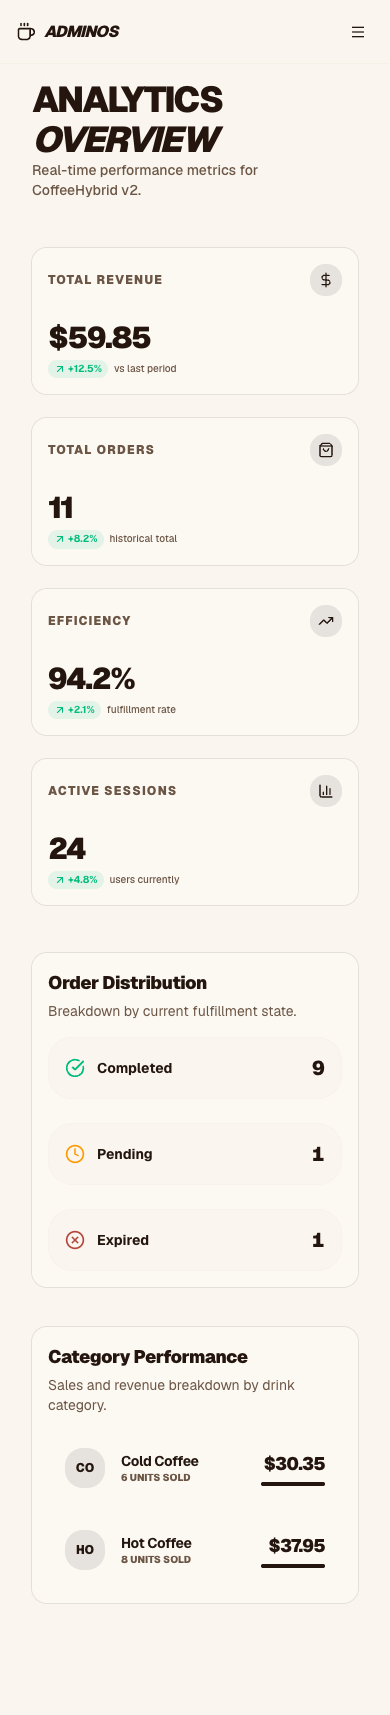 ADMINOS
ANALYTICS
OVERVIEW
Real-time performance metrics for
CoffeeHybrid v2.
TOTAL REVENUE
$59.85
+12.5% vs last period
TOTAL ORDERS
11
+8.2% historical total
EFFICIENCY
94.2%
+2.1% fulfillment rate
ACTIVE SESSIONS
24
+4.8% users currently
Order Distribution
Breakdown by current fulfillment state.
Completed 9
Pending 1
Expired 1
Category Performance
Sales and revenue breakdown by drink
category.
CO Cold Coffee $30.35
6 UNITS SOLD
HO Hot Coffee $37.95
8 UNITS SOLD